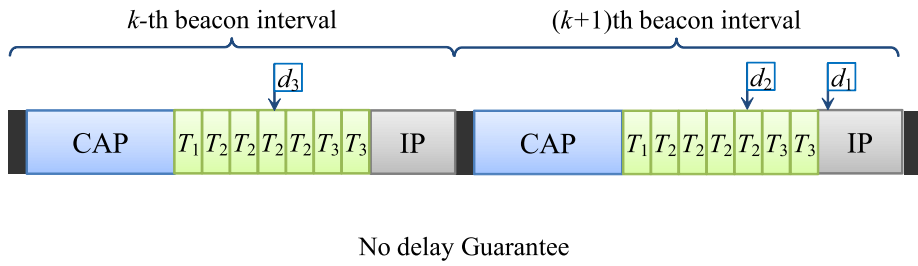 k-th beacon interval
(k+1)th beacon interval
d3
d2
d1
CAP
T1 T2 T2 T2 T2 T3 T3
IP
CAP
T1 T2 T2 T2 T2 T3 T3
IP
No delay Guarantee